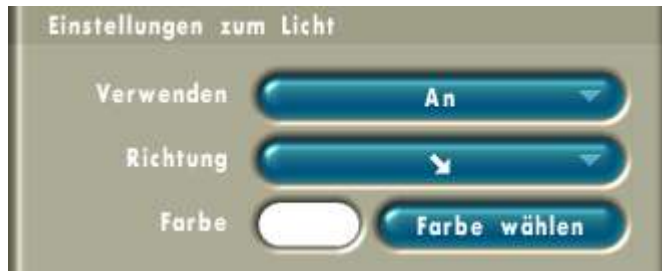 Einstellungen zum Licht
Verwenden An
Richtung
Farbe Farbe wählen